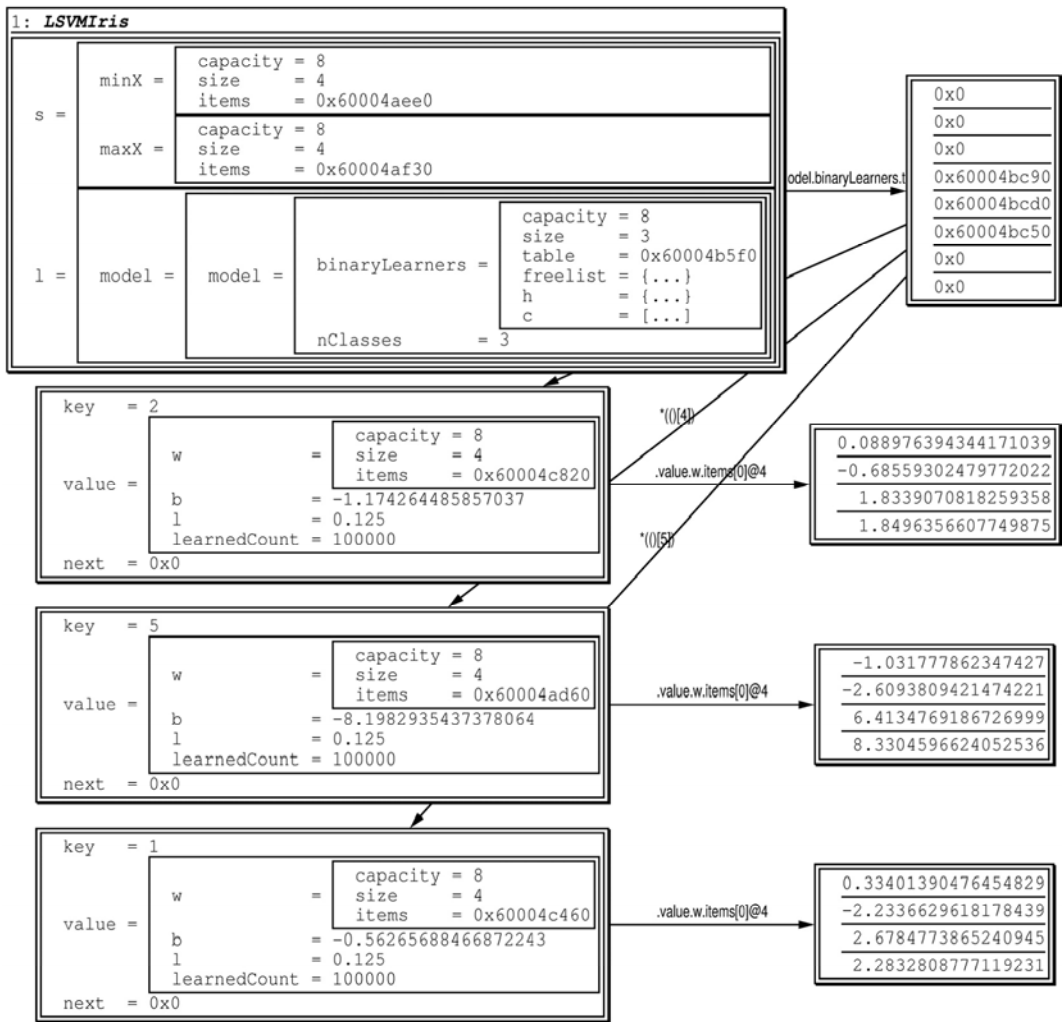 1: LSVMIris
s =
minX =
capacity = 8
size = 4
items = 0x60004aee0
maxX =
capacity = 8
size = 4
items = 0x60004af30
l =
model =
model =
binaryLearners =
capacity = 8
size = 3
table = 0x60004b5f0
freelist = {...}
h = {...}
c = [...]
nClasses = 3
odel.binaryLearners.t
0x0
0x0
0x0
0x60004bc90
0x60004bcd0
0x60004bc50
0x0
0x0
key = 2
value =
w =
capacity = 8
size = 4
items = 0x60004c820
b = -1.174264485857037
l = 0.125
learnedCount = 100000
next = 0x0
*(()[4])
.value.w.items[0]@4
0.088976394344171039
-0.68559302479772022
1.8339070818259358
1.8496356607749875
*(()[5])
key = 5
value =
w =
capacity = 8
size = 4
items = 0x60004ad60
b = -8.1982935437378064
l = 0.125
learnedCount = 100000
next = 0x0
.value.w.items[0]@4
-1.031777862347427
-2.6093809421474221
6.4134769186726999
8.3304596624052536
key = 1
value =
w =
capacity = 8
size = 4
items = 0x60004c460
b = -0.56265688466872243
l = 0.125
learnedCount = 100000
next = 0x0
.value.w.items[0]@4
0.33401390476454829
-2.2336629618178439
2.6784773865240945
2.2832808777119231